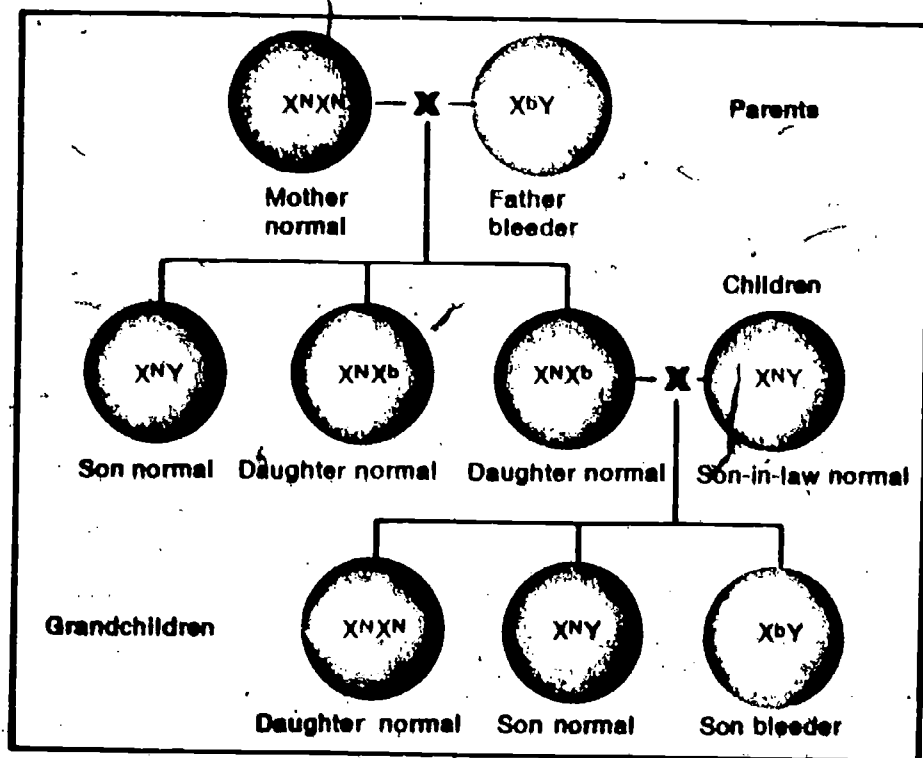 XᴺXᴺ X XᵇY Parents
Mother normal
Father bleeder
Children
XᴺY XᴺXᵇ XᴺXᵇ X XᴺY
Son normal Daughter normal Daughter normal Son-in-law normal
Grandchildren XᴺXᴺ XᴺY XᵇY
Daughter normal Son normal Son bleeder